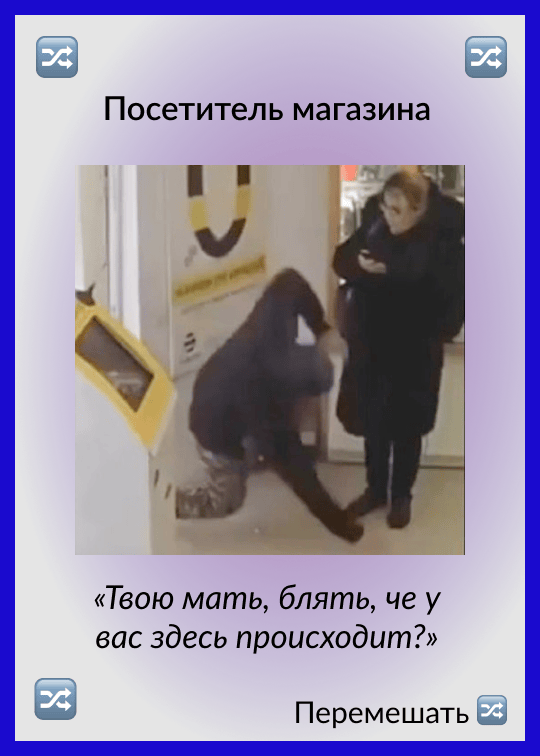 Посетитель магазина
«Твою мать, блять, че у
вас здесь происходит?»
Перемешать